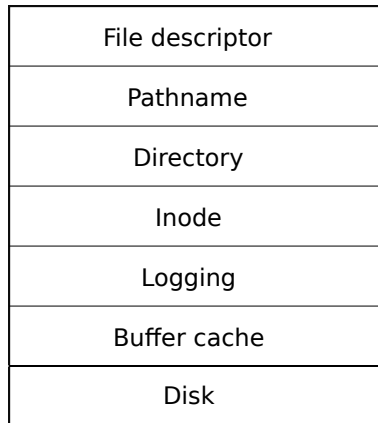 File descriptor
Pathname
Directory
Inode
Logging
Buffer cache
Disk